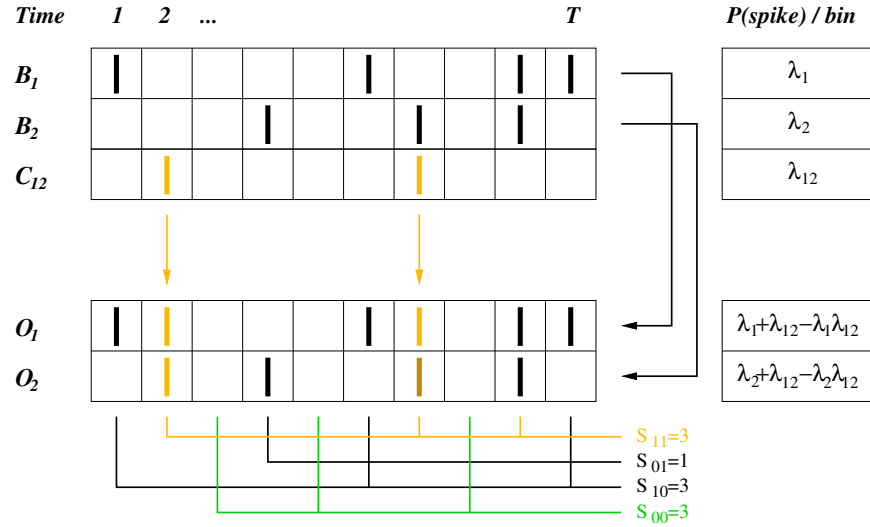 Time 1 2 ... T P(spike) / bin
B₁ λ₁
B₂ λ₂
C₁₂ λ₁₂
O₁ λ₁+λ₁₂−λ₁λ₁₂
O₂ λ₂+λ₁₂−λ₂λ₁₂
S₁₁=3
S₀₁=1
S₁₀=3
S₀₀=3